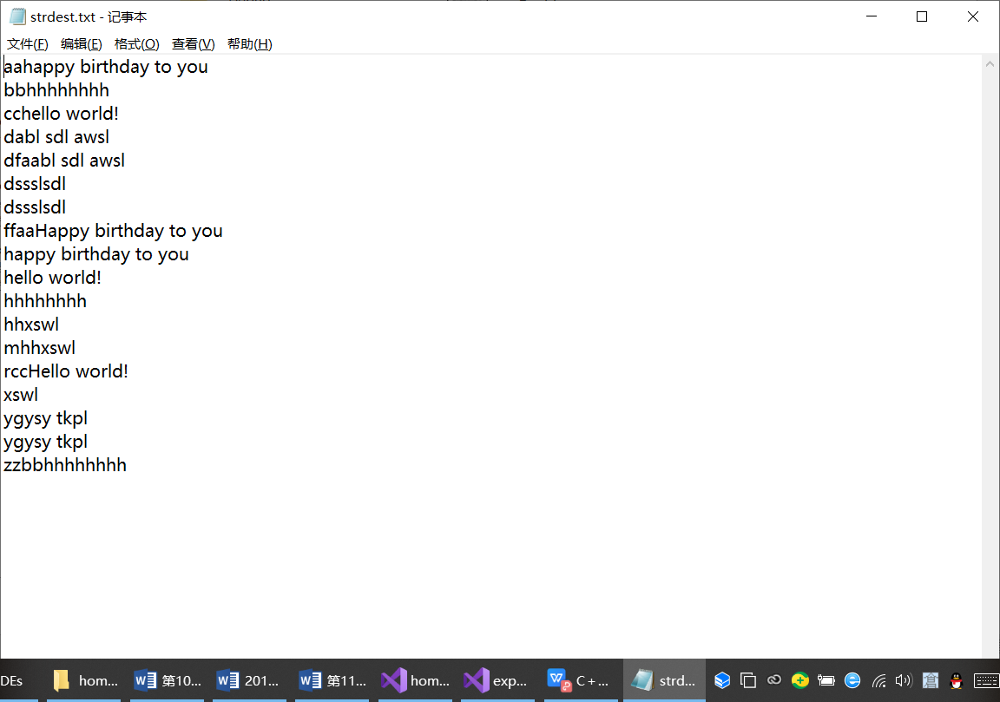 strdest.txt - 记事本
文件(F) 编辑(E) 格式(O) 查看(V) 帮助(H)
aahappy birthday to you
bbhhhhhhhh
cchello world!
dabl sdl awsl
dfaabl sdl awsl
dssslsdl
dssslsdl
ffaaHappy birthday to you
happy birthday to you
hello world!
hhhhhhhh
hhxswl
mhhxswl
rccHello world!
xswl
ygysy tkpl
ygysy tkpl
zzbbhhhhhhhh
DEs hom... 第10... 201... 第11... hom... exp... C + ... strd...